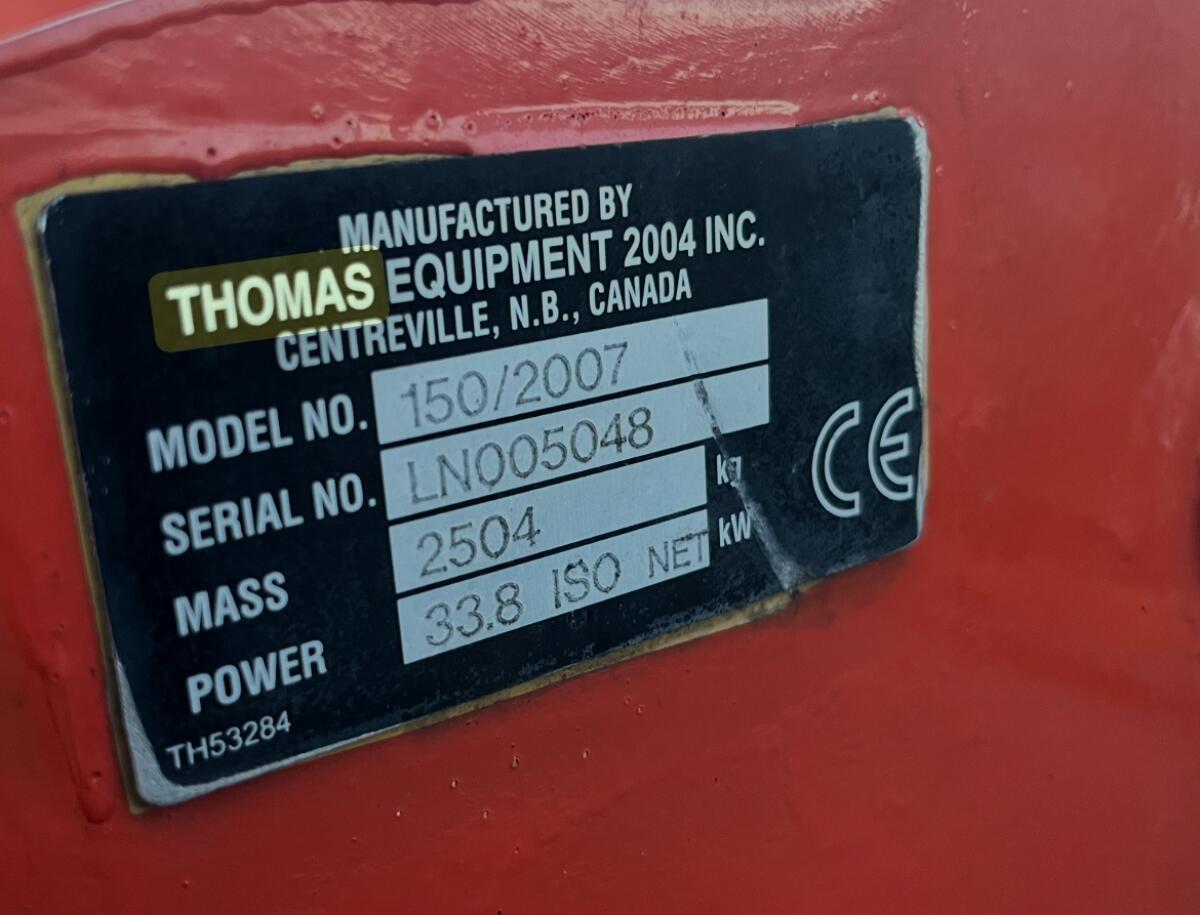 MANUFACTURED BY
THOMAS EQUIPMENT 2004 INC.
CENTREVILLE, N.B., CANADA
MODEL NO. 150/2007
SERIAL NO. LN005048
MASS 2504 kg
POWER 33.8 ISO NET kW
TH53284
CE